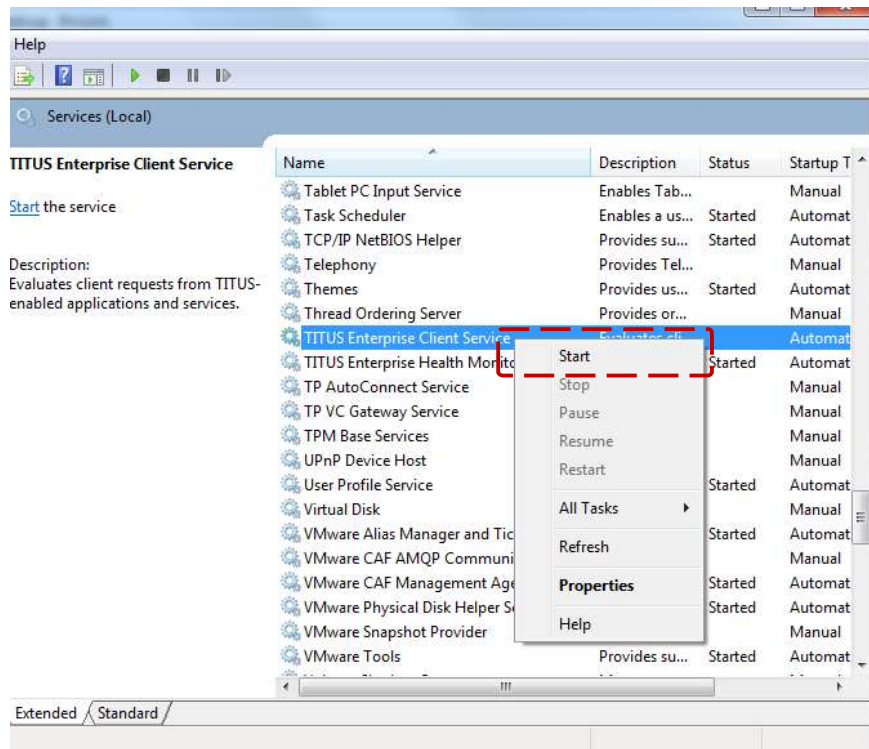 Help
Services (Local)
TITUS Enterprise Client Service
Start the service
Description:
Evaluates client requests from TITUS-
enabled applications and services.
Name Description Status Startup T
Tablet PC Input Service Enables Tab... Manual
Task Scheduler Enables a us... Started Automat
TCP/IP NetBIOS Helper Provides su... Started Automat
Telephony Provides Tel... Manual
Themes Provides us... Started Automat
Thread Ordering Server Provides or... Manual
TITUS Enterprise Client Service Evaluates cli... Automat
TITUS Enterprise Health Monito Started Automat
TP AutoConnect Service Manual
TP VC Gateway Service Manual
TPM Base Services Manual
UPnP Device Host Manual
User Profile Service Started Automat
Virtual Disk Manual
VMware Alias Manager and Tic Started Automat
VMware CAF AMQP Communi Manual
VMware CAF Management Age Started Automat
VMware Physical Disk Helper Se Started Automat
VMware Snapshot Provider Manual
VMware Tools Provides su... Started Automat
Start
Stop
Pause
Resume
Restart
All Tasks
Refresh
Properties
Help
Extended Standard